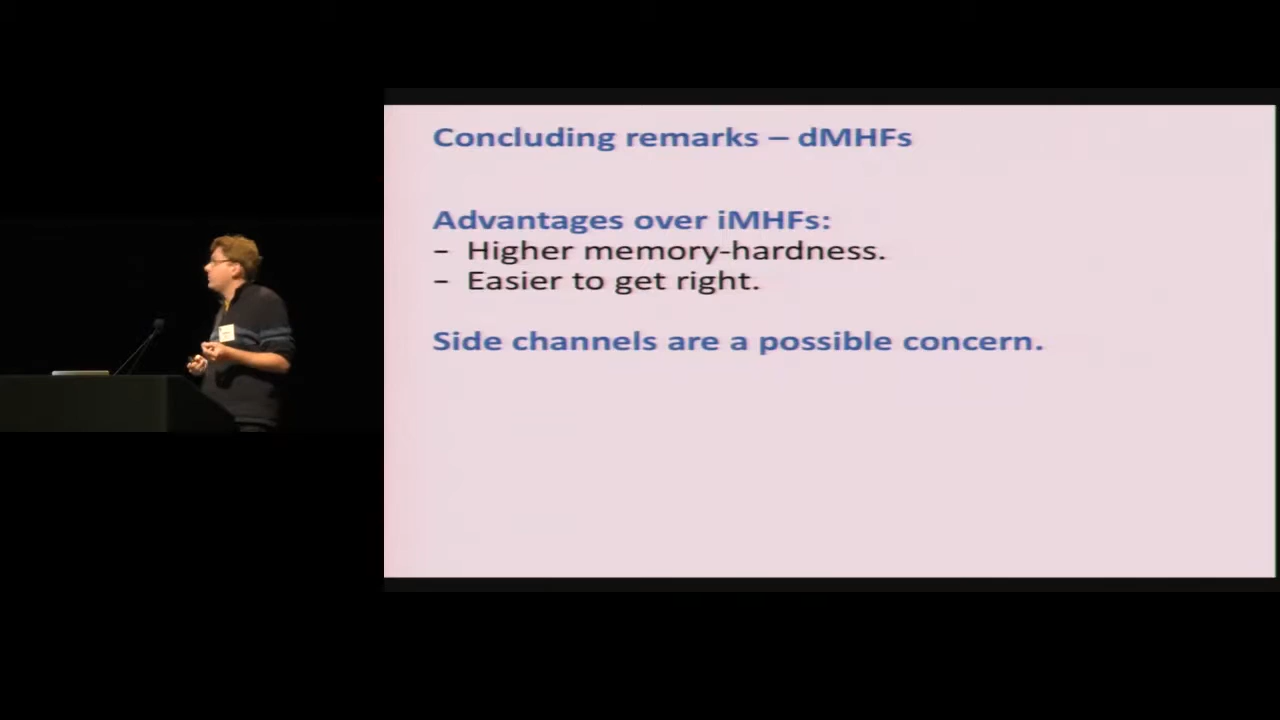 Concluding remarks – dMHFs
Advantages over iMHFs:
– Higher memory-hardness.
– Easier to get right.
Side channels are a possible concern.